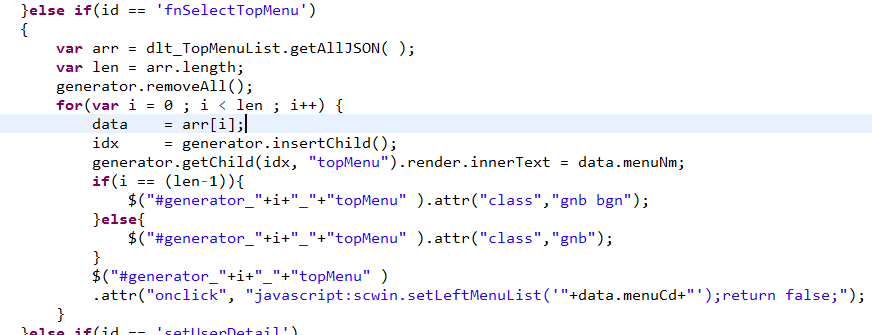 }else if(id == 'fnSelectTopMenu')
{
var arr = dlt_TopMenuList.getAllJSON( );
var len = arr.length;
generator.removeAll();
for(var i = 0 ; i < len ; i++) {
data = arr[i];
idx = generator.insertChild();
generator.getChild(idx, "topMenu").render.innerText = data.menuNm;
if(i == (len-1)){
$("#generator_"+i+"_"+"topMenu" ).attr("class","gnb bgn");
}else{
$("#generator_"+i+"_"+"topMenu" ).attr("class","gnb");
}
$("#generator_"+i+"_"+"topMenu" )
.attr("onclick", "javascript:scwin.setLeftMenuList('"+data.menuCd+"');return false;");
}
}else if(id == 'setUserDetail')